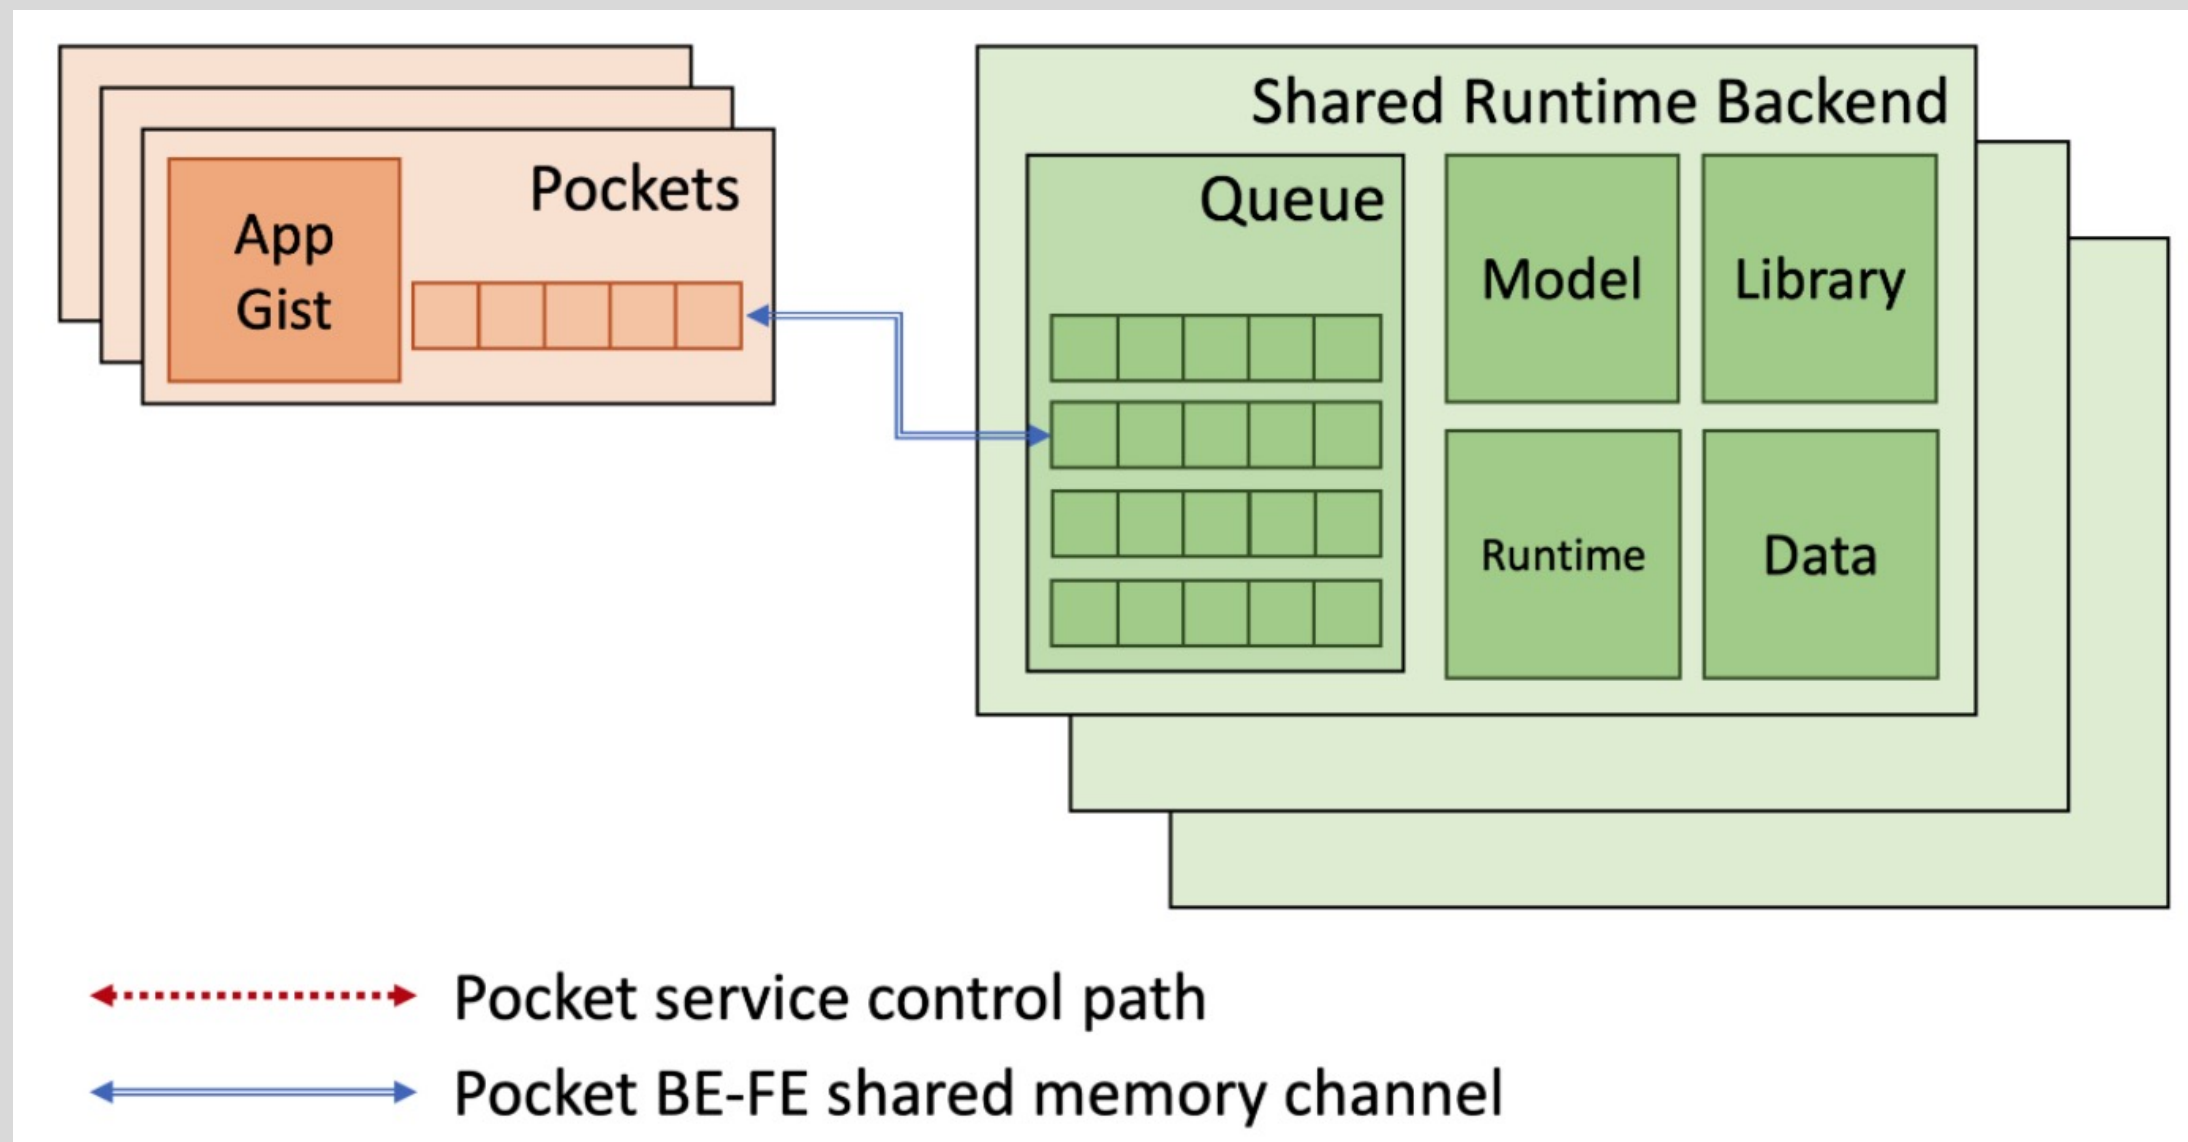 Pockets
App
Gist
Shared Runtime Backend
Queue
Model
Library
Runtime
Data
Pocket service control path
Pocket BE-FE shared memory channel